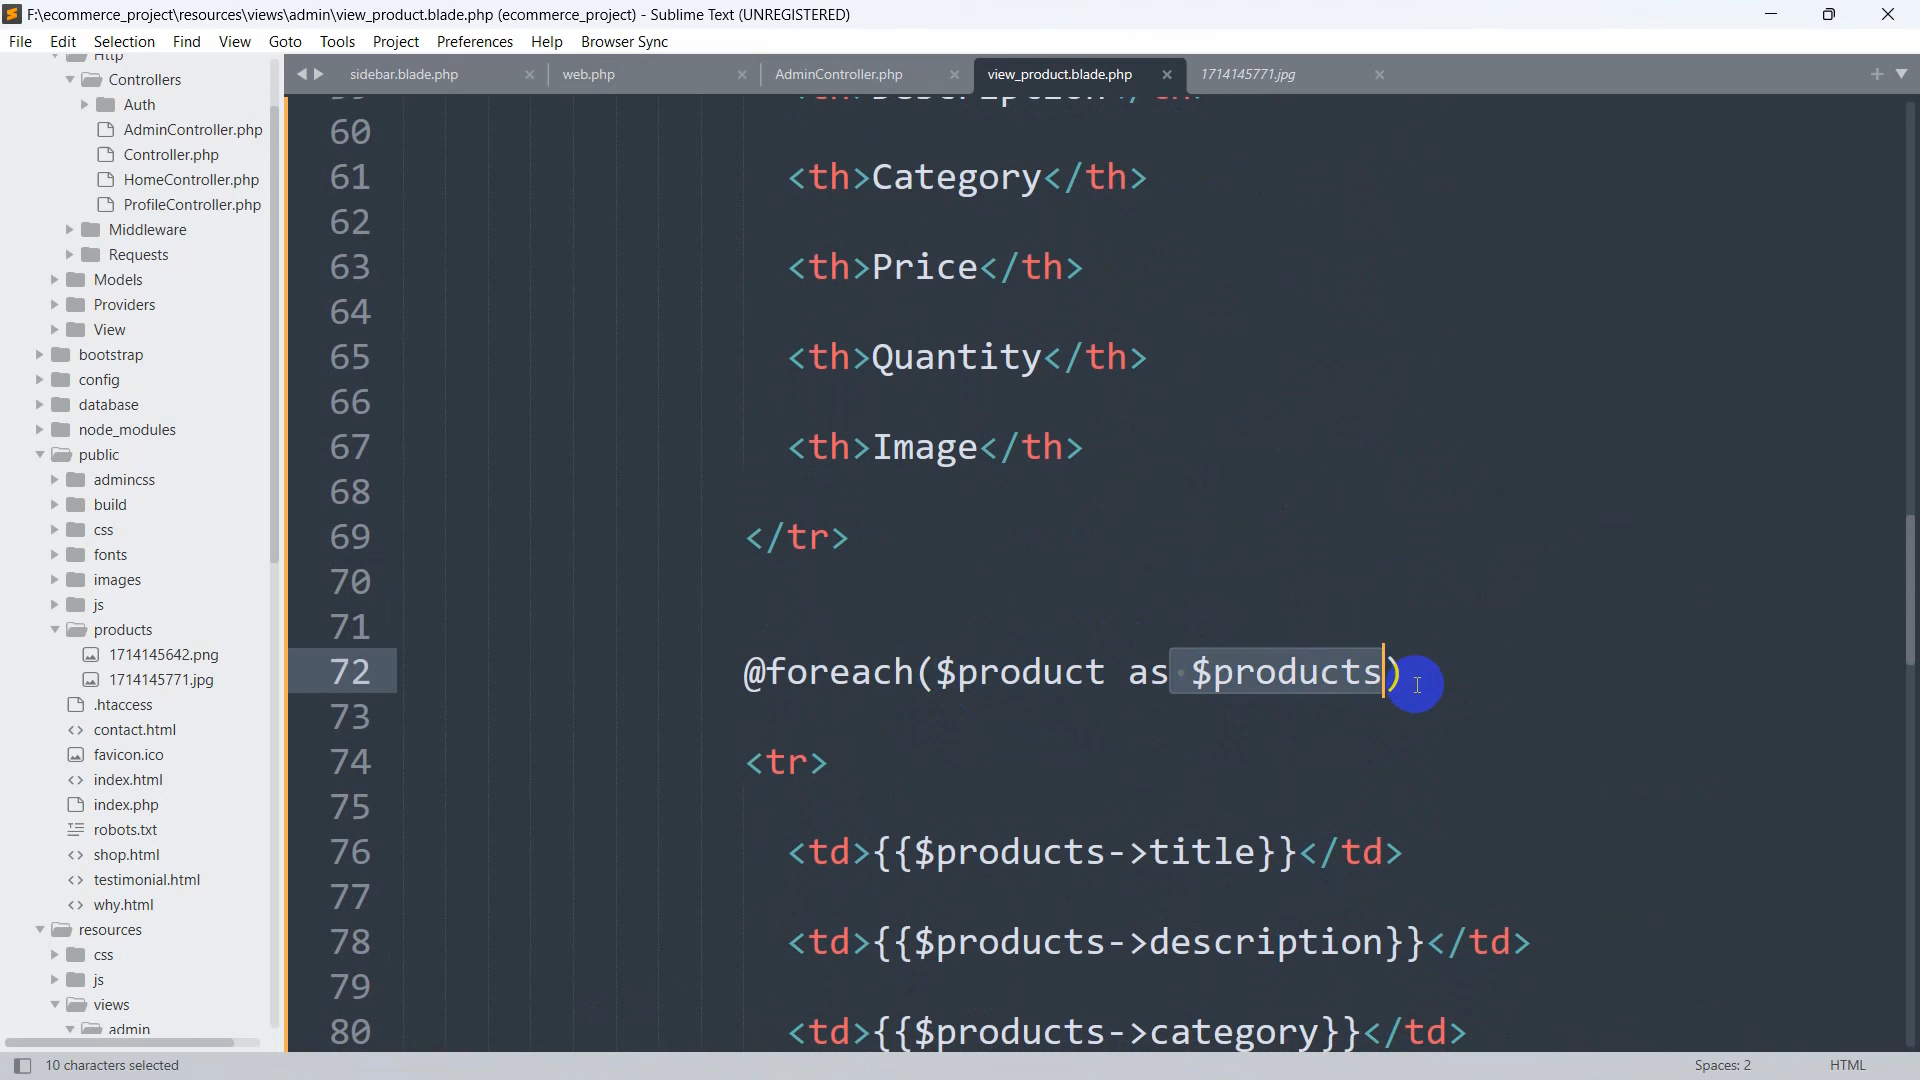 F:\ecommerce_project\resources\views\admin\view_product.blade.php (ecommerce_project) - Sublime Text (UNREGISTERED)
File Edit Selection Find View Goto Tools Project Preferences Help Browser Sync
sidebar.blade.php × web.php × AdminController.php × view_product.blade.php × 1714145771.jpg ×
Http
Controllers
Auth
AdminController.php
Controller.php
HomeController.php
ProfileController.php
Middleware
Requests
Models
Providers
View
bootstrap
config
database
node_modules
public
admincss
build
css
fonts
images
js
products
1714145642.png
1714145771.jpg
.htaccess
contact.html
favicon.ico
index.html
index.php
robots.txt
shop.html
testimonial.html
why.html
resources
css
js
views
admin
59 <th>Description</th>
60
61 <th>Category</th>
62
63 <th>Price</th>
64
65 <th>Quantity</th>
66
67 <th>Image</th>
68
69 </tr>
70
71
72 @foreach($product as $products)
73
74 <tr>
75
76 <td>{{$products->title}}</td>
77
78 <td>{{$products->description}}</td>
79
80 <td>{{$products->category}}</td>
10 characters selected
Spaces: 2
HTML